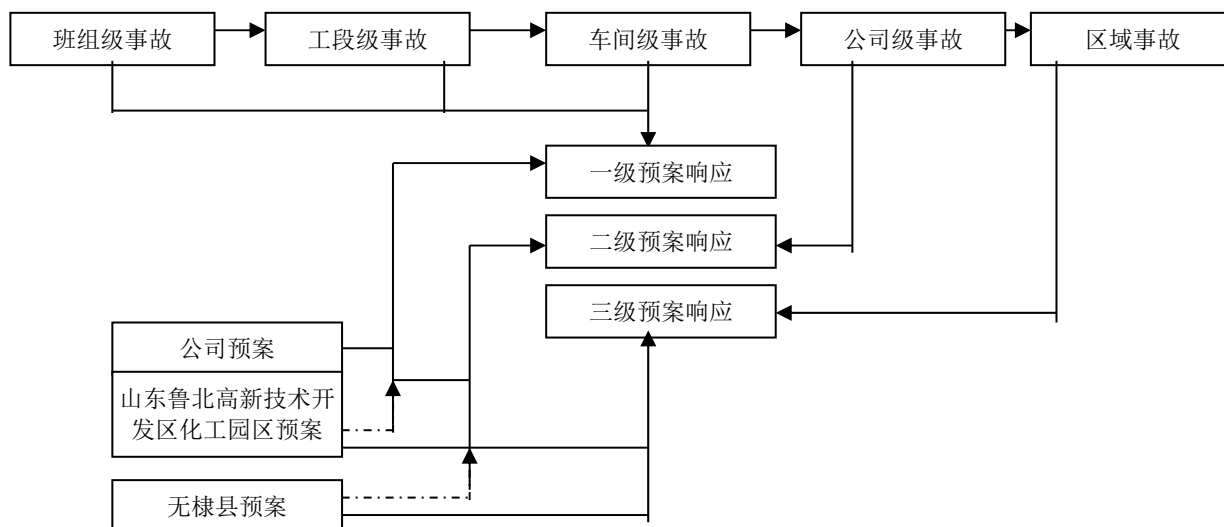 班组级事故
工段级事故
车间级事故
公司级事故
区域事故
一级预案响应
二级预案响应
三级预案响应
公司预案
山东鲁北高新技术开
发区化工园区预案
无棣县预案